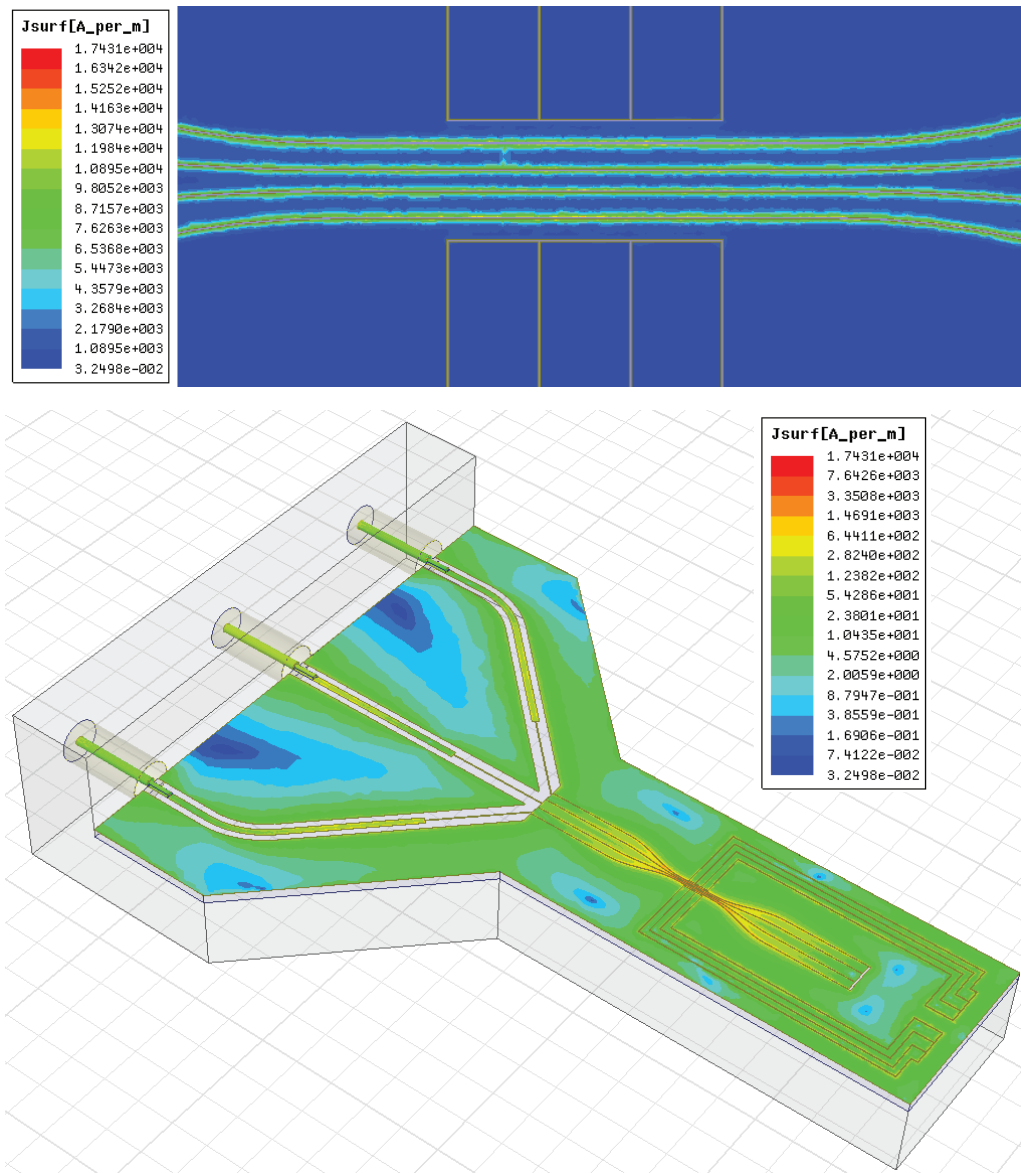 Jsurf[A_per_m]
1.7431e+004
1.6342e+004
1.5252e+004
1.4163e+004
1.3074e+004
1.1984e+004
1.0895e+004
9.8052e+003
8.7157e+003
7.6263e+003
6.5368e+003
5.4473e+003
4.3579e+003
3.2684e+003
2.1790e+003
1.0895e+003
3.2498e-002
Jsurf[A_per_m]
1.7431e+004
7.6426e+003
3.3508e+003
1.4691e+003
6.4411e+002
2.8240e+002
1.2382e+002
5.4286e+001
2.3801e+001
1.0435e+001
4.5752e+000
2.0059e+000
8.7947e-001
3.8559e-001
1.6906e-001
7.4122e-002
3.2498e-002